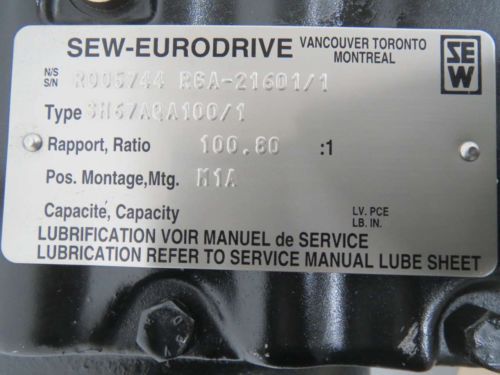 SEW-EURODRIVE VANCOUVER TORONTO MONTREAL
SEW
N/S
S/N R005744 RGA-21601/1
Type SH67AQA100/1
Rapport, Ratio 100.80 :1
Pos. Montage,Mtg. M1A
Capacité, Capacity LV. PCE
LB. IN.
LUBRIFICATION VOIR MANUEL de SERVICE
LUBRICATION REFER TO SERVICE MANUAL LUBE SHEET